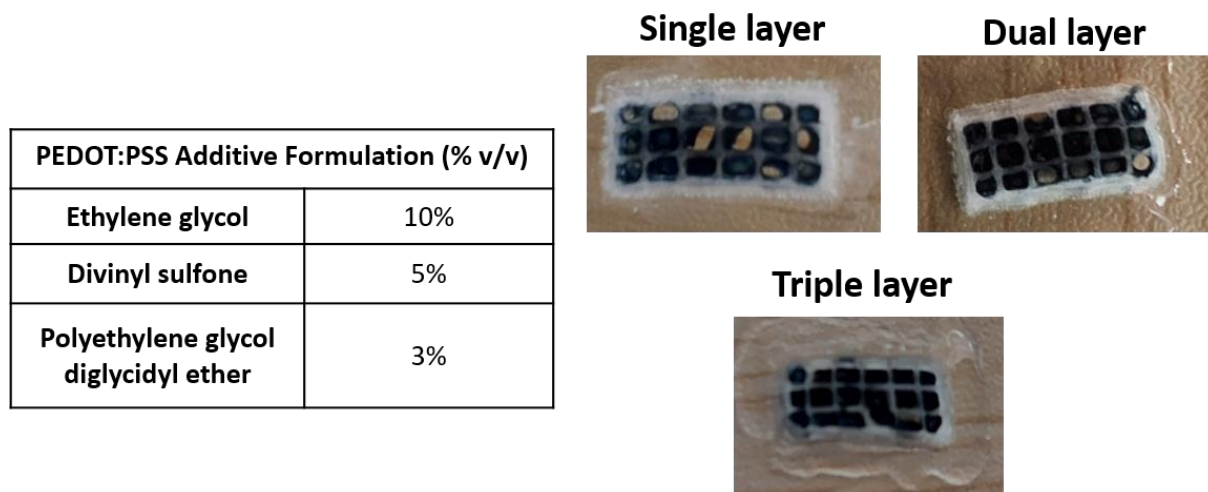 PEDOT:PSS Additive Formulation (% v/v)
Ethylene glycol 10%
Divinyl sulfone 5%
Polyethylene glycol
diglycidyl ether 3%
Single layer
Dual layer
Triple layer